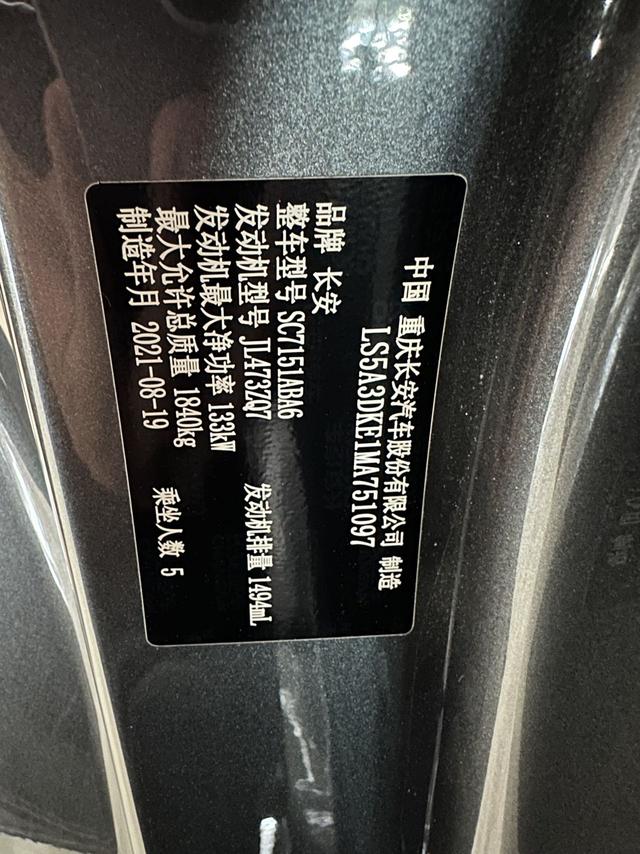 中国 重庆长安汽车股份有限公司 制造
LS5A3DKE1MA751097
品牌 长安
整车型号 SC7151ABA6
发动机型号 JL473ZQ7 发动机排量 1494mL
发动机最大净功率 133kW
最大允许总质量 1840kg 乘坐人数 5
制造年月 2021-08-19